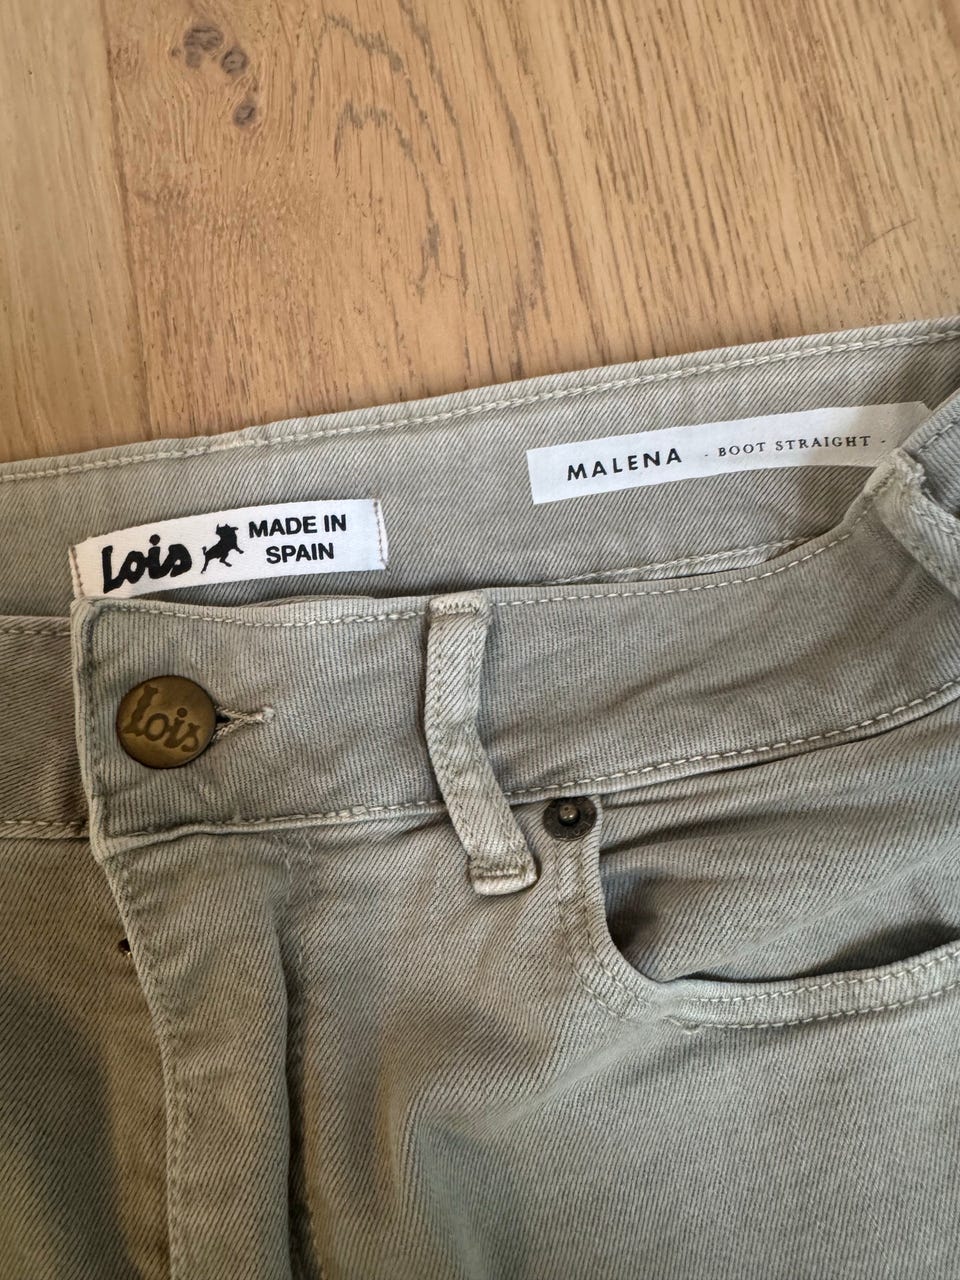 MALENA - BOOT STRAIGHT -
Lois MADE IN
SPAIN
Lois